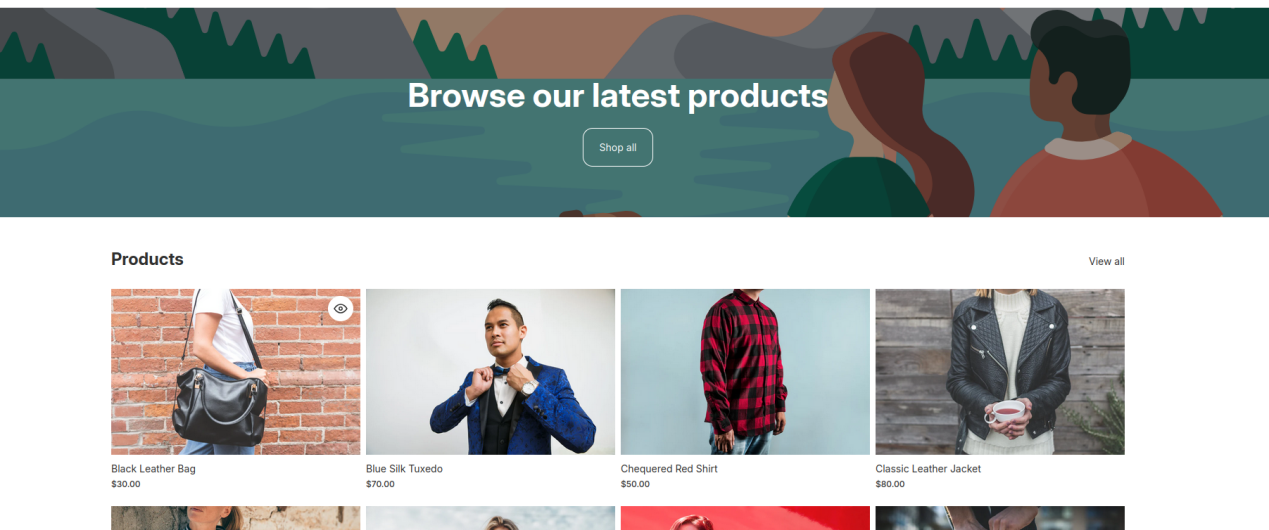 Browse our latest products
Shop all
Products
View all
Black Leather Bag
$30.00
Blue Silk Tuxedo
$70.00
Chequered Red Shirt
$50.00
Classic Leather Jacket
$80.00